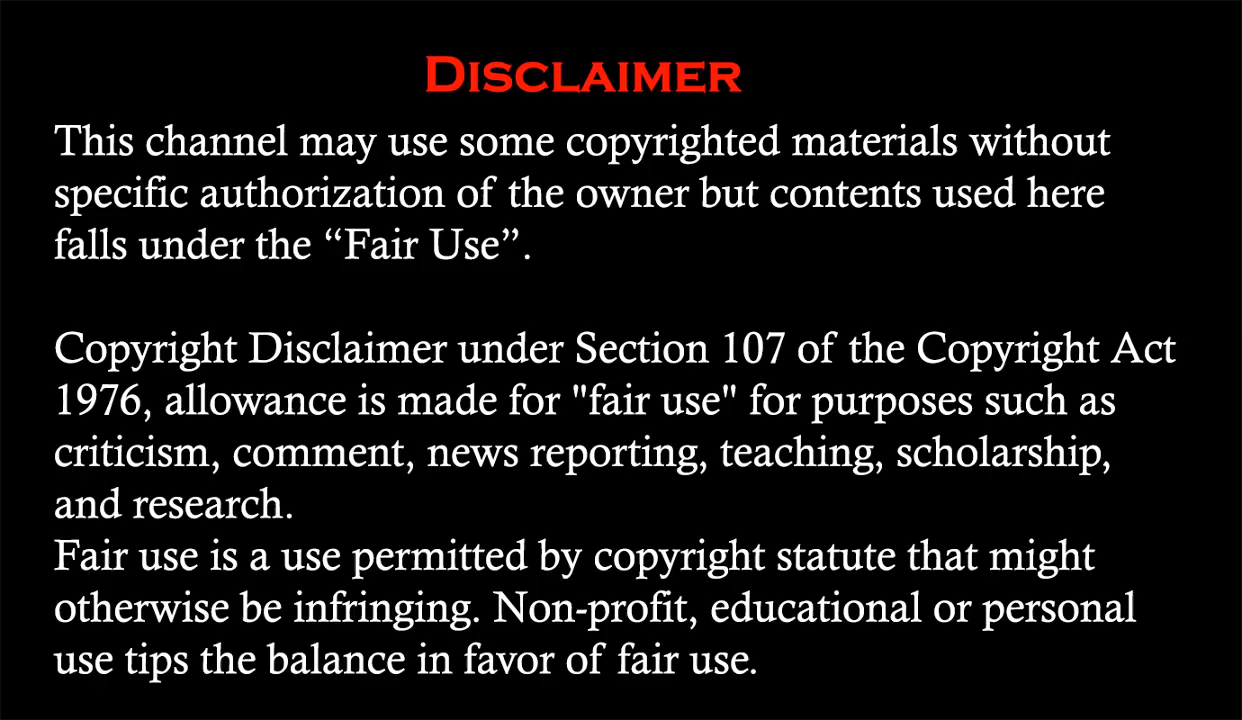 DISCLAIMER
This channel may use some copyrighted materials without
specific authorization of the owner but contents used here
falls under the “Fair Use”.
Copyright Disclaimer under Section 107 of the Copyright Act
1976, allowance is made for "fair use" for purposes such as
criticism, comment, news reporting, teaching, scholarship,
and research.
Fair use is a use permitted by copyright statute that might
otherwise be infringing. Non-profit, educational or personal
use tips the balance in favor of fair use.